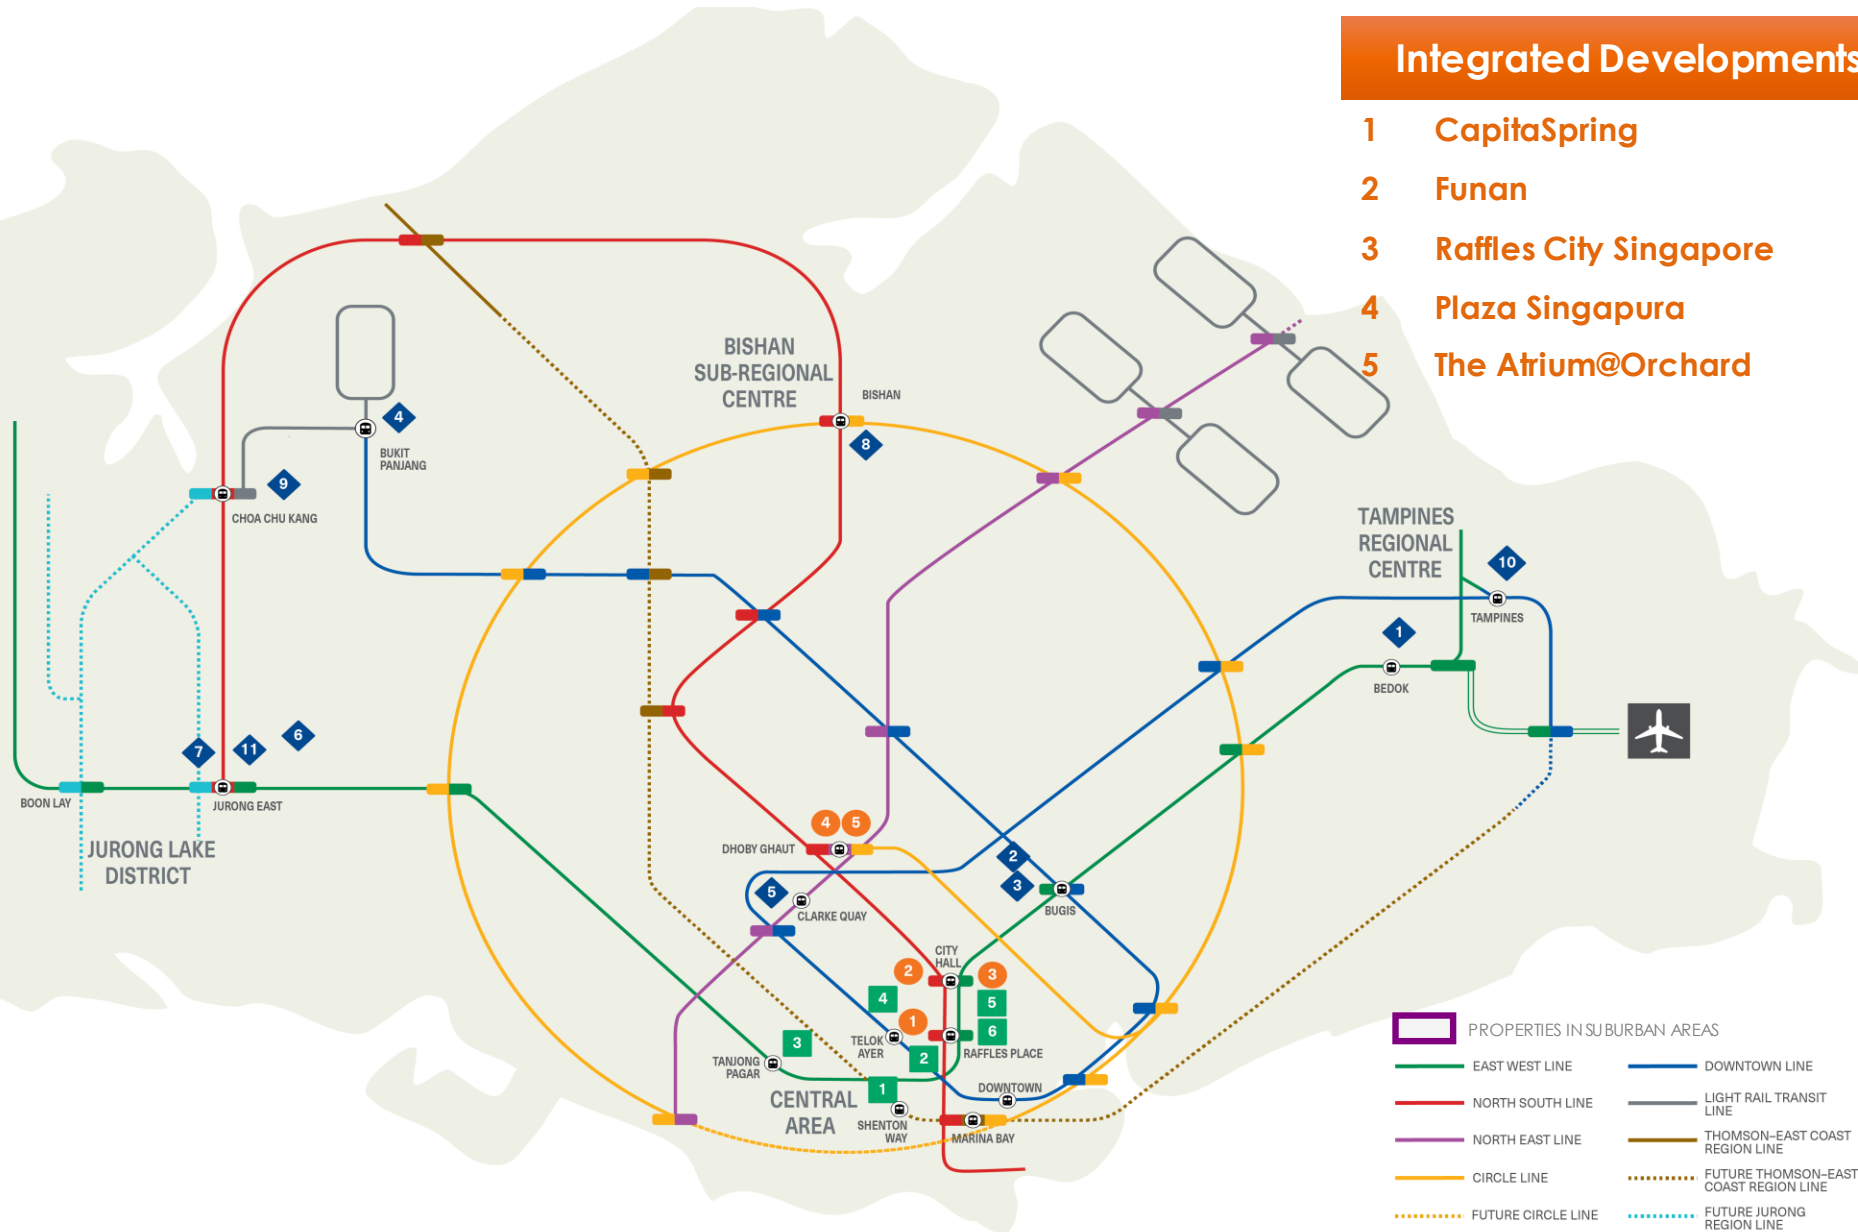 Integrated Developments
1 CapitaSpring
2 Funan
3 Raffles City Singapore
4 Plaza Singapura
5 The Atrium@Orchard
BISHAN
SUB-REGIONAL
CENTRE
BISHAN
8
4
BUKIT
PANJANG
9
CHOA CHU KANG
TAMPINES
REGIONAL
CENTRE
10
TAMPINES
1
BEDOK
7
11
6
BOON LAY
JURONG EAST
JURONG LAKE
DISTRICT
4
5
DHOBY GHAUT
2
3
BUGIS
5
CLARKE QUAY
CITY
HALL
2
3
4
5
1
6
TELOK
AYER
RAFFLES PLACE
3
2
TANJONG
PAGAR
1
DOWNTOWN
CENTRAL
AREA
SHENTON
WAY
MARINA BAY
PROPERTIES IN SUBURBAN AREAS
EAST WEST LINE
DOWNTOWN LINE
NORTH SOUTH LINE
LIGHT RAIL TRANSIT
LINE
NORTH EAST LINE
THOMSON–EAST COAST
REGION LINE
CIRCLE LINE
FUTURE THOMSON–EAST
COAST REGION LINE
FUTURE CIRCLE LINE
FUTURE JURONG
REGION LINE